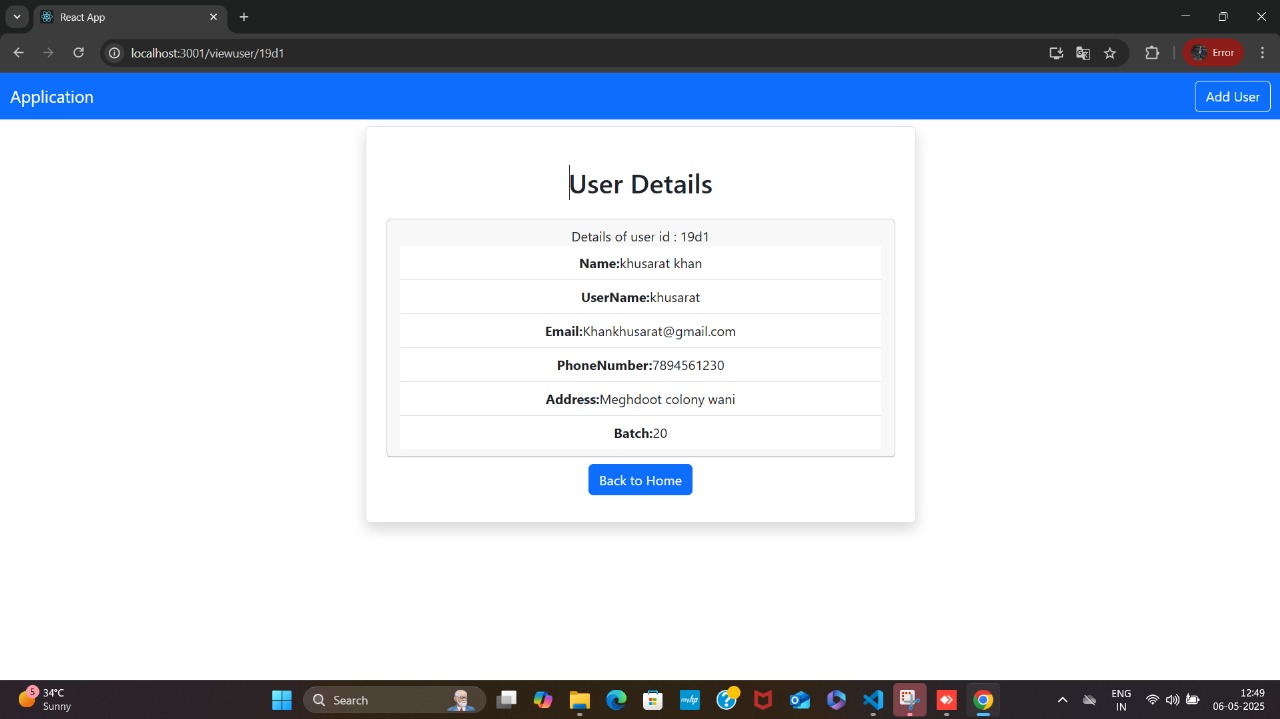 React App
localhost:3001/viewuser/19d1
Error
Application
Add User
User Details
Details of user id : 19d1
Name:khusarat khan
UserName:khusarat
Email:Khankhusarat@gmail.com
PhoneNumber:7894561230
Address:Meghdoot colony wani
Batch:20
Back to Home
5
34°C
Sunny
Search
myhp
ENG
IN
12:49
06-05-2025